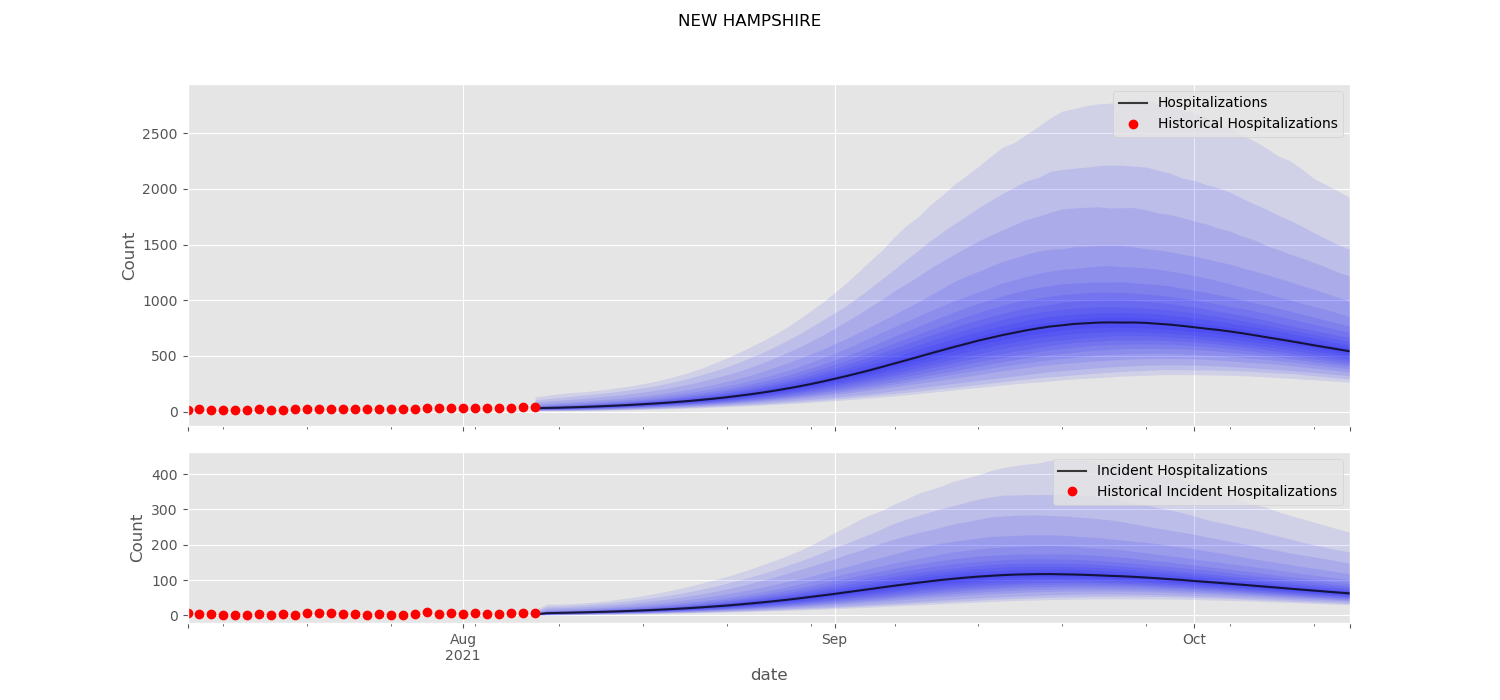 NEW HAMPSHIRE
Hospitalizations
Historical Hospitalizations
2500
2000
1500
1000
500
0
Count
Incident Hospitalizations
Historical Incident Hospitalizations
400
300
200
100
0
Count
Aug
2021
Sep
Oct
date